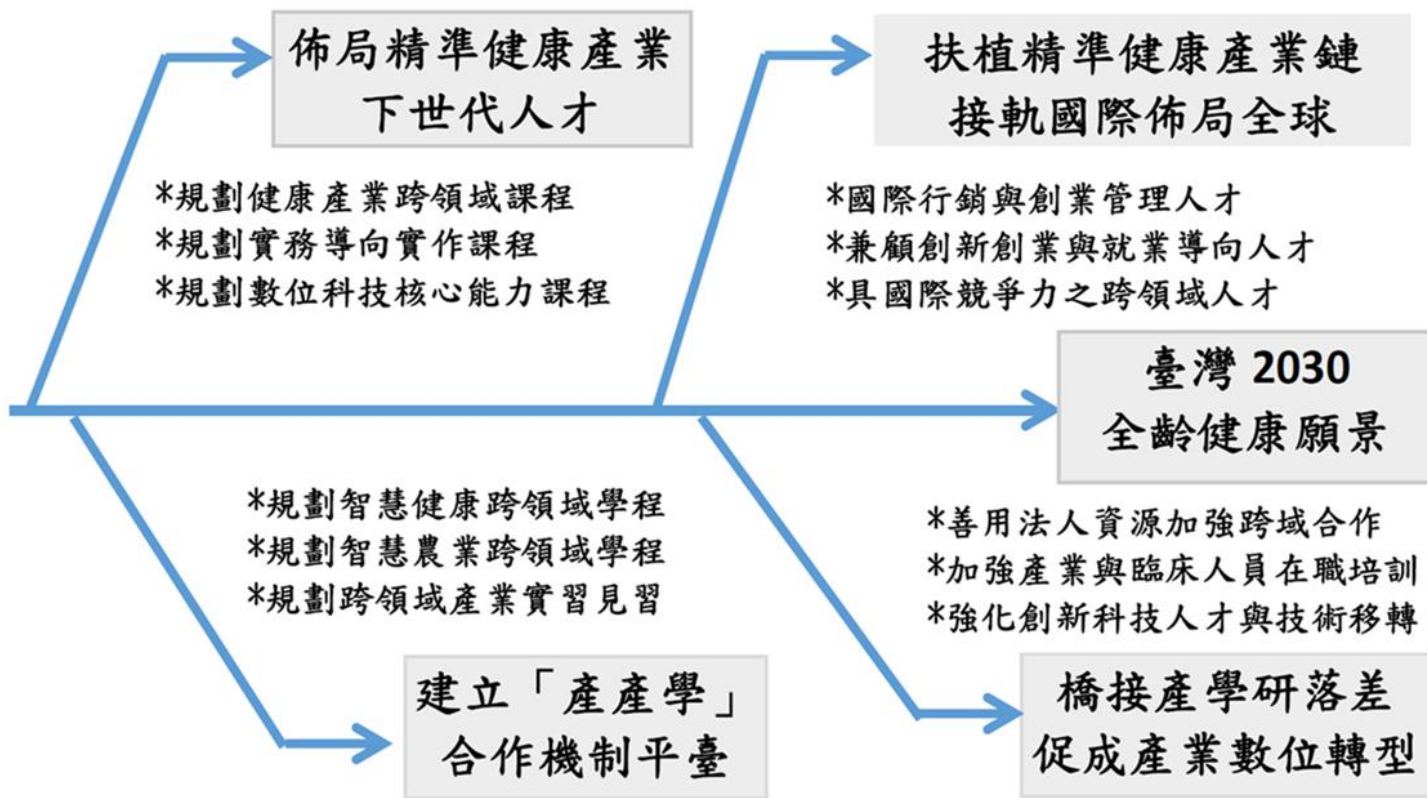 佈局精準健康產業
下世代人才
*規劃健康產業跨領域課程
*規劃實務導向實作課程
*規劃數位科技核心能力課程
扶植精準健康產業鏈
接軌國際佈局全球
*國際行銷與創業管理人才
*兼顧創新創業與就業導向人才
*具國際競爭力之跨領域人才
臺灣 2030
全齡健康願景
*規劃智慧健康跨領域學程
*規劃智慧農業跨領域學程
*規劃跨領域產業實習見習
建立「產產學」
合作機制平臺
*善用法人資源加強跨域合作
*加強產業與臨床人員在職培訓
*強化創新科技人才與技術移轉
橋接產學研落差
促成產業數位轉型